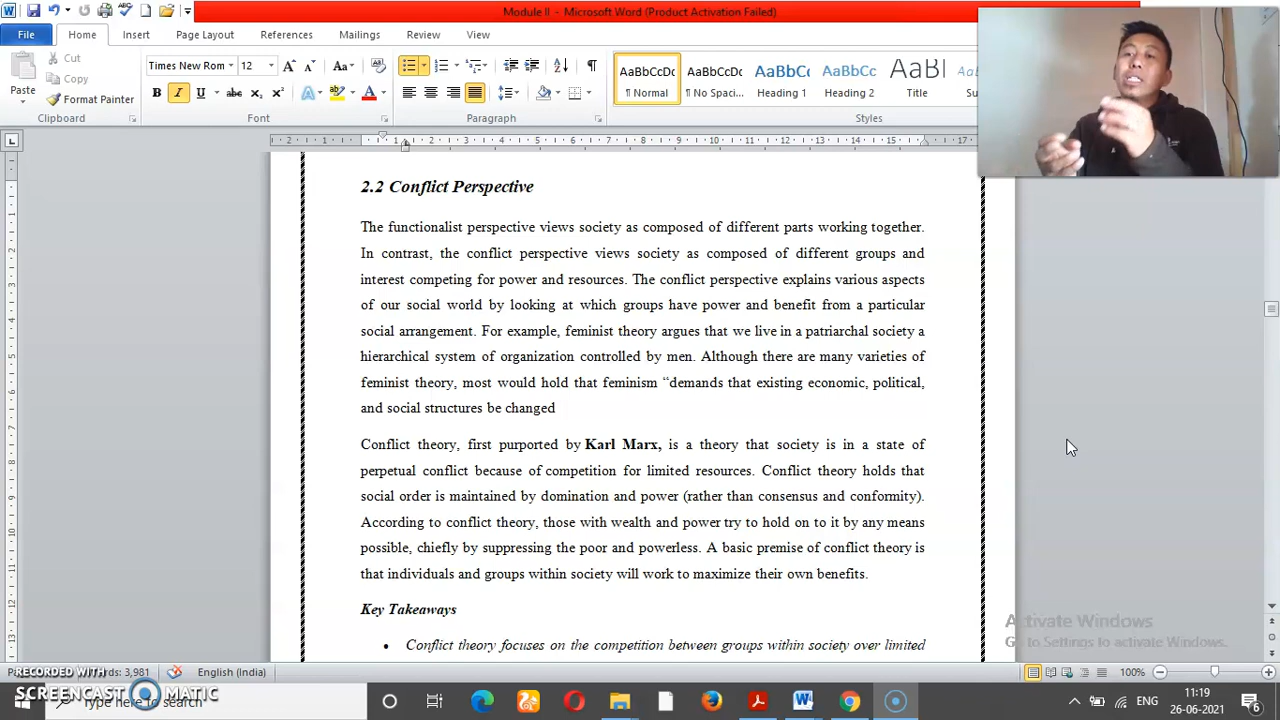 Module II - Microsoft Word (Product Activation Failed)
File Home Insert Page Layout References Mailings Review View
Cut
Copy
Paste
Format Painter
Clipboard
Times New Rom 12
Font
Paragraph
AaBbCcDc AaBbCcDc AaBbCc AaBbCc AaBl
¶ Normal ¶ No Spaci... Heading 1 Heading 2 Title
Styles
2.2 Conflict Perspective
The functionalist perspective views society as composed of different parts working together.
In contrast, the conflict perspective views society as composed of different groups and
interest competing for power and resources. The conflict perspective explains various aspects
of our social world by looking at which groups have power and benefit from a particular
social arrangement. For example, feminist theory argues that we live in a patriarchal society a
hierarchical system of organization controlled by men. Although there are many varieties of
feminist theory, most would hold that feminism “demands that existing economic, political,
and social structures be changed
Conflict theory, first purported by Karl Marx, is a theory that society is in a state of
perpetual conflict because of competition for limited resources. Conflict theory holds that
social order is maintained by domination and power (rather than consensus and conformity).
According to conflict theory, those with wealth and power try to hold on to it by any means
possible, chiefly by suppressing the poor and powerless. A basic premise of conflict theory is
that individuals and groups within society will work to maximize their own benefits.
Key Takeaways
• Conflict theory focuses on the competition between groups within society over limited
Activate Windows
Go to Settings to activate Windows.
3,981 English (India) 100%
RECORDED WITH
SCREENCAST MATIC
Type here to search
ENG
11:19
26-06-2021
6